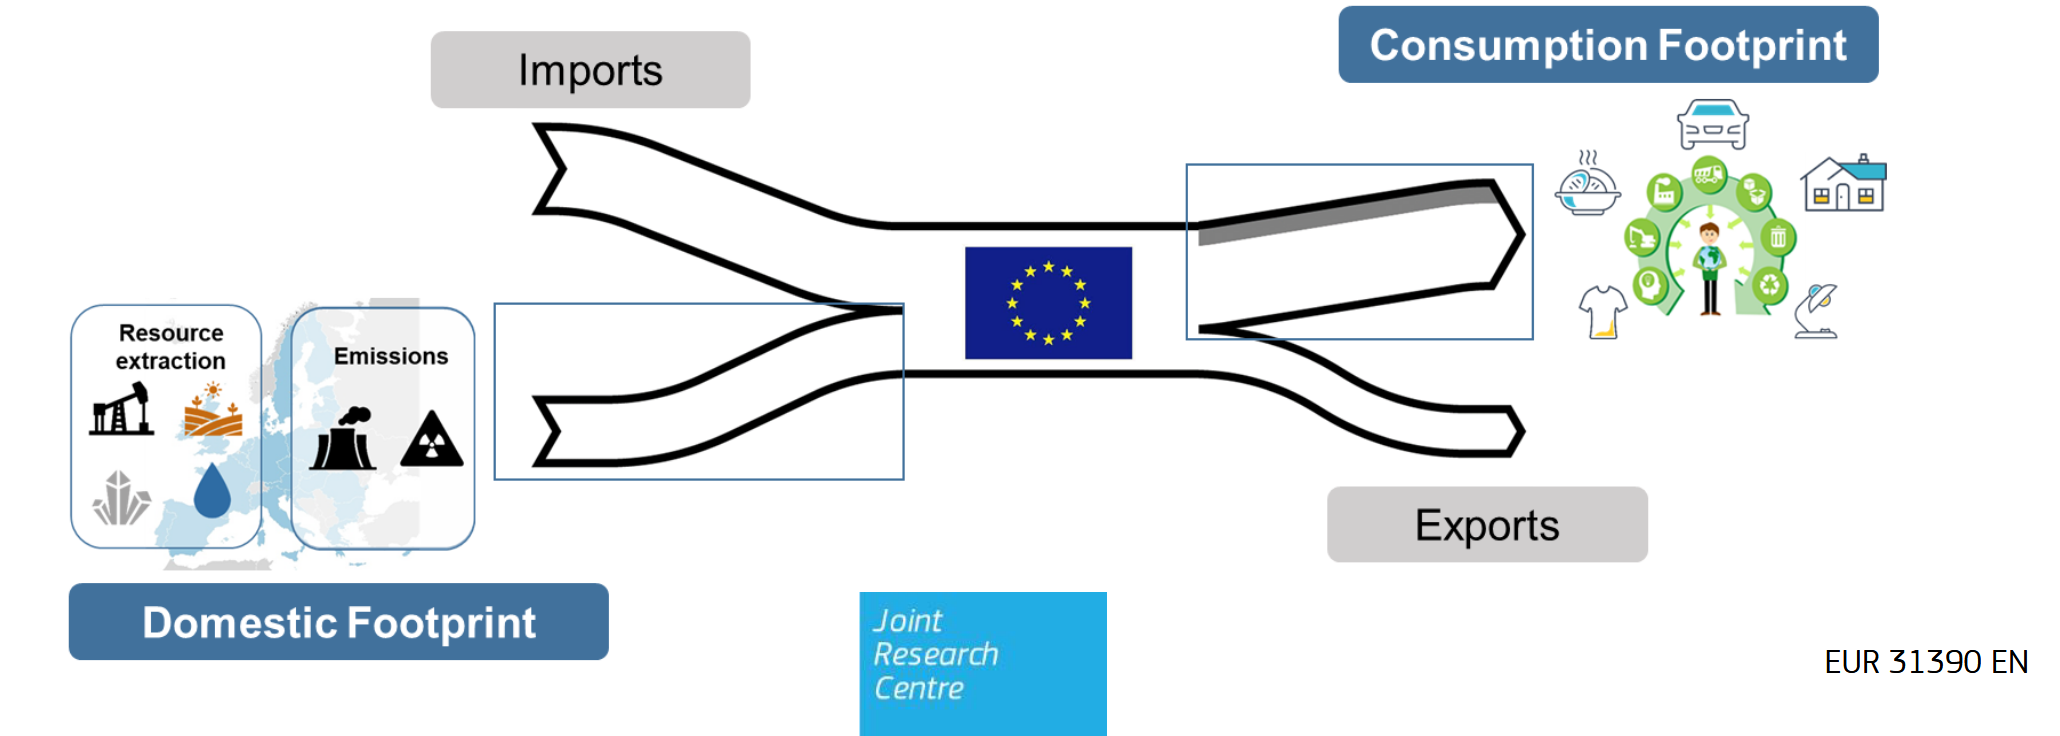 Imports
Consumption Footprint
Resource
extraction
Emissions
Exports
Domestic Footprint
Joint
Research
Centre
EUR 31390 EN